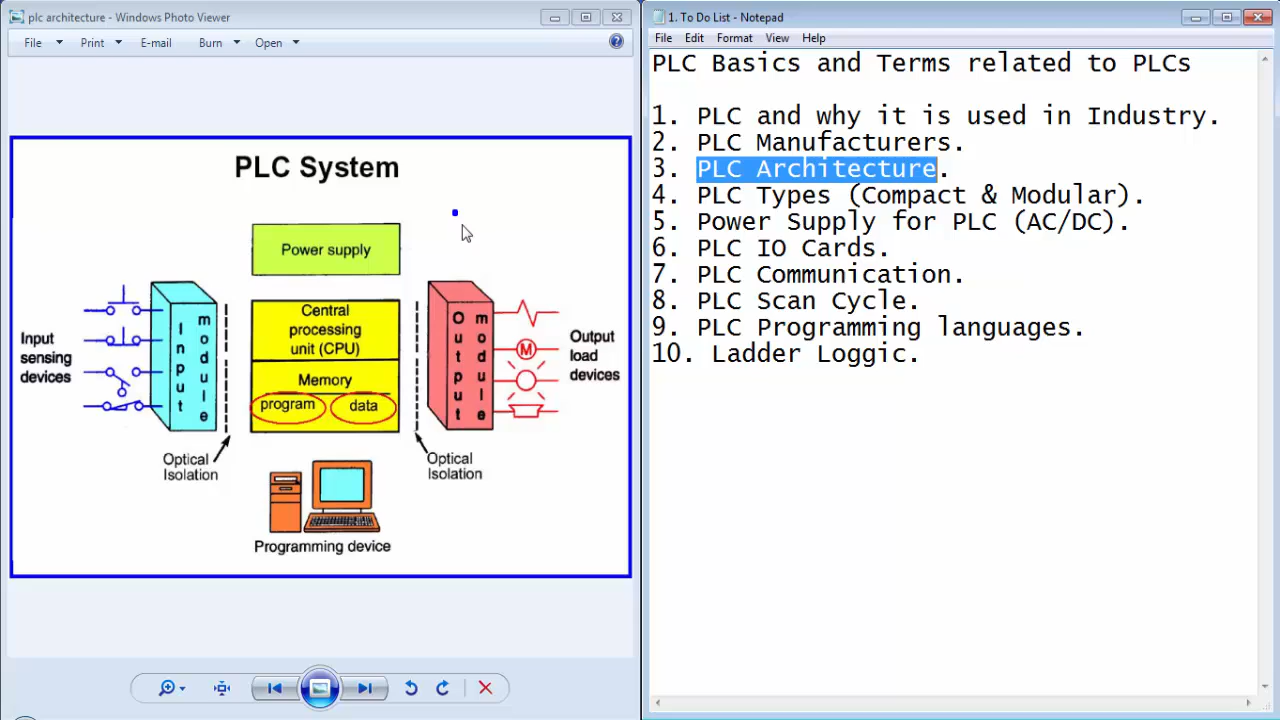 plc architecture - Windows Photo Viewer
File Print E-mail Burn Open
PLC System
Power supply
Central
processing
unit (CPU)
Memory
program data
Input
sensing
devices
Input
module
Output
module
M
Output
load
devices
Optical
Isolation
Optical
Isolation
Programming device
1. To Do List - Notepad
File Edit Format View Help
PLC Basics and Terms related to PLCs
1. PLC and why it is used in Industry.
2. PLC Manufacturers.
3. PLC Architecture.
4. PLC Types (Compact & Modular).
5. Power Supply for PLC (AC/DC).
6. PLC IO Cards.
7. PLC Communication.
8. PLC Scan Cycle.
9. PLC Programming languages.
10. Ladder Loggic.